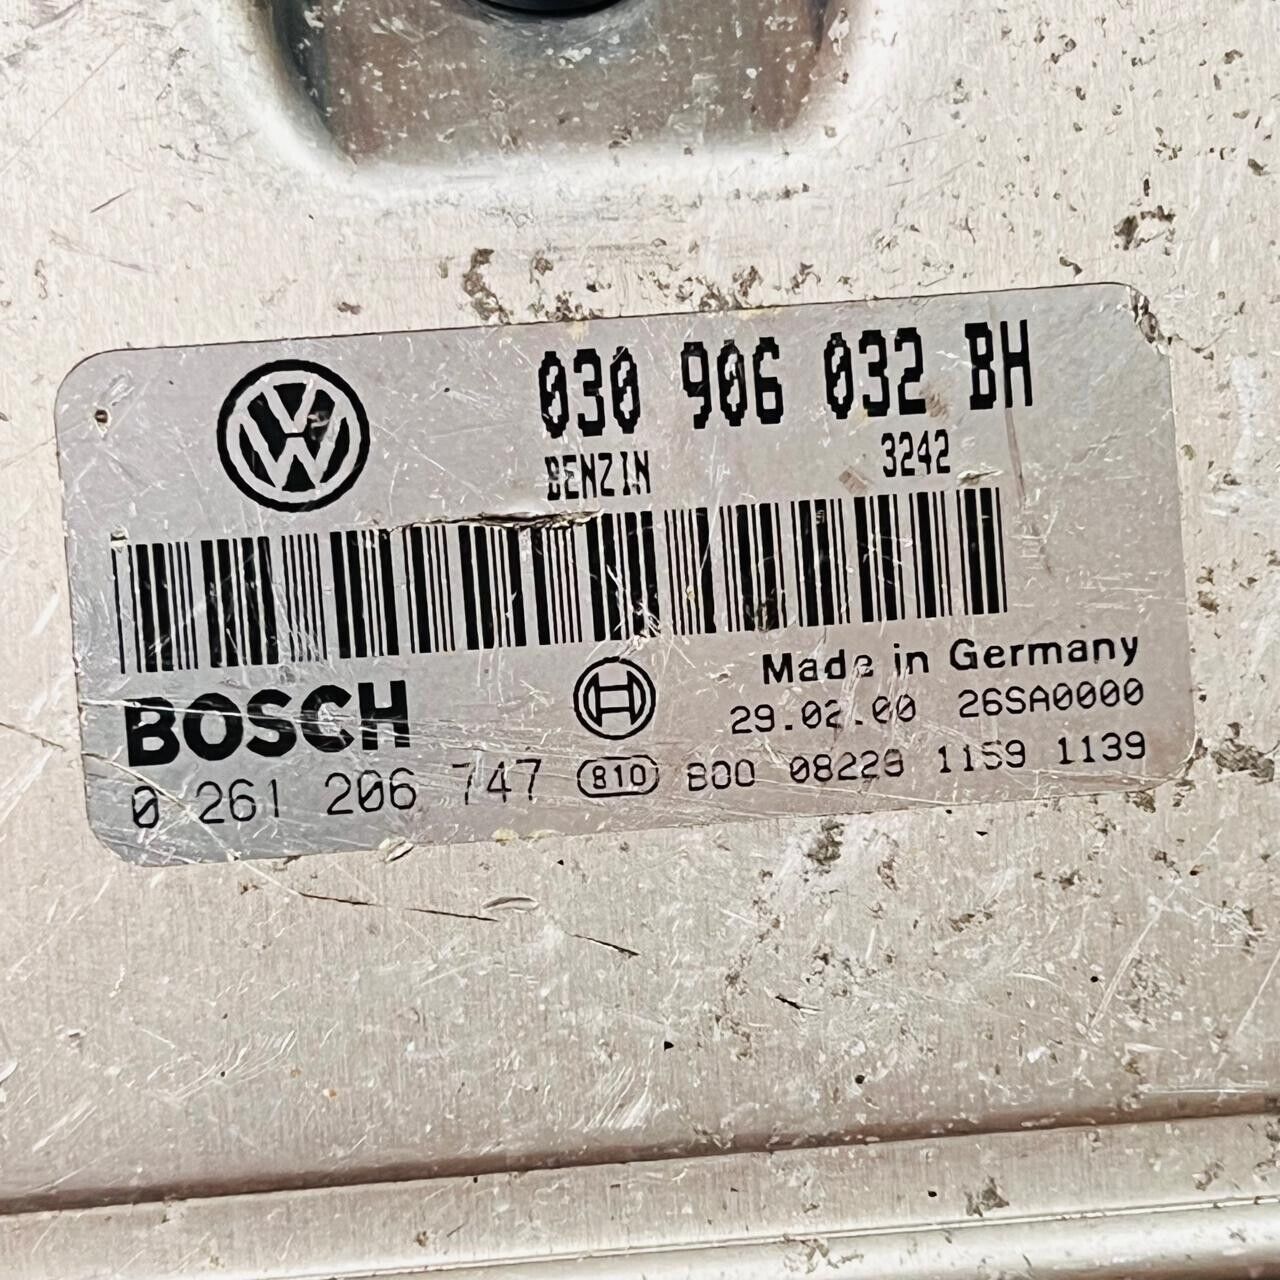 030 906 032 BH
BENZIN 3242
Made in Germany
BOSCH
29.02.00 26SA0000
0 261 206 747 810 800 08229 1159 1139